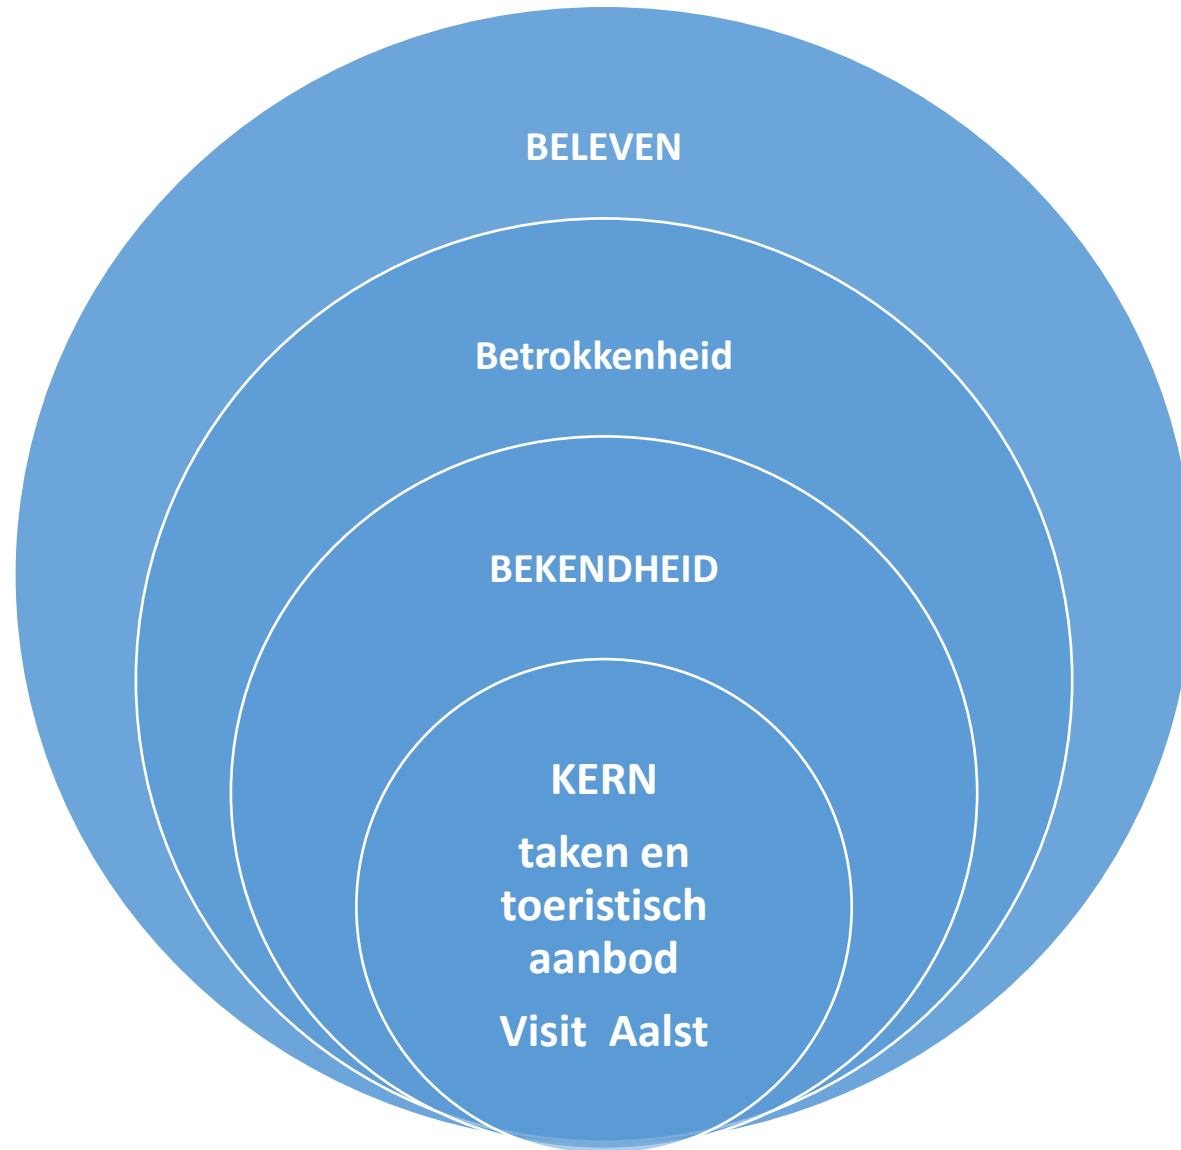 BELEVEN
Betrokkenheid
BEKENDHEID
KERN
taken en
toeristisch
aanbod
Visit Aalst